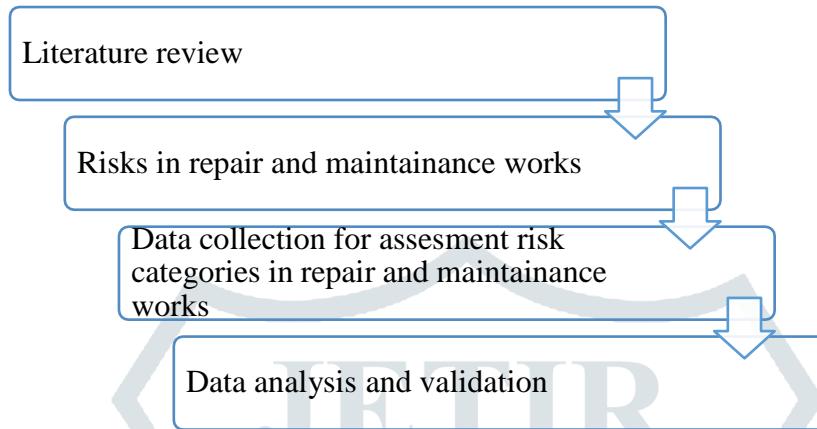 Literature review
Risks in repair and maintainance works
Data collection for assesment risk
categories in repair and maintainance
works
Data analysis and validation
JETIR